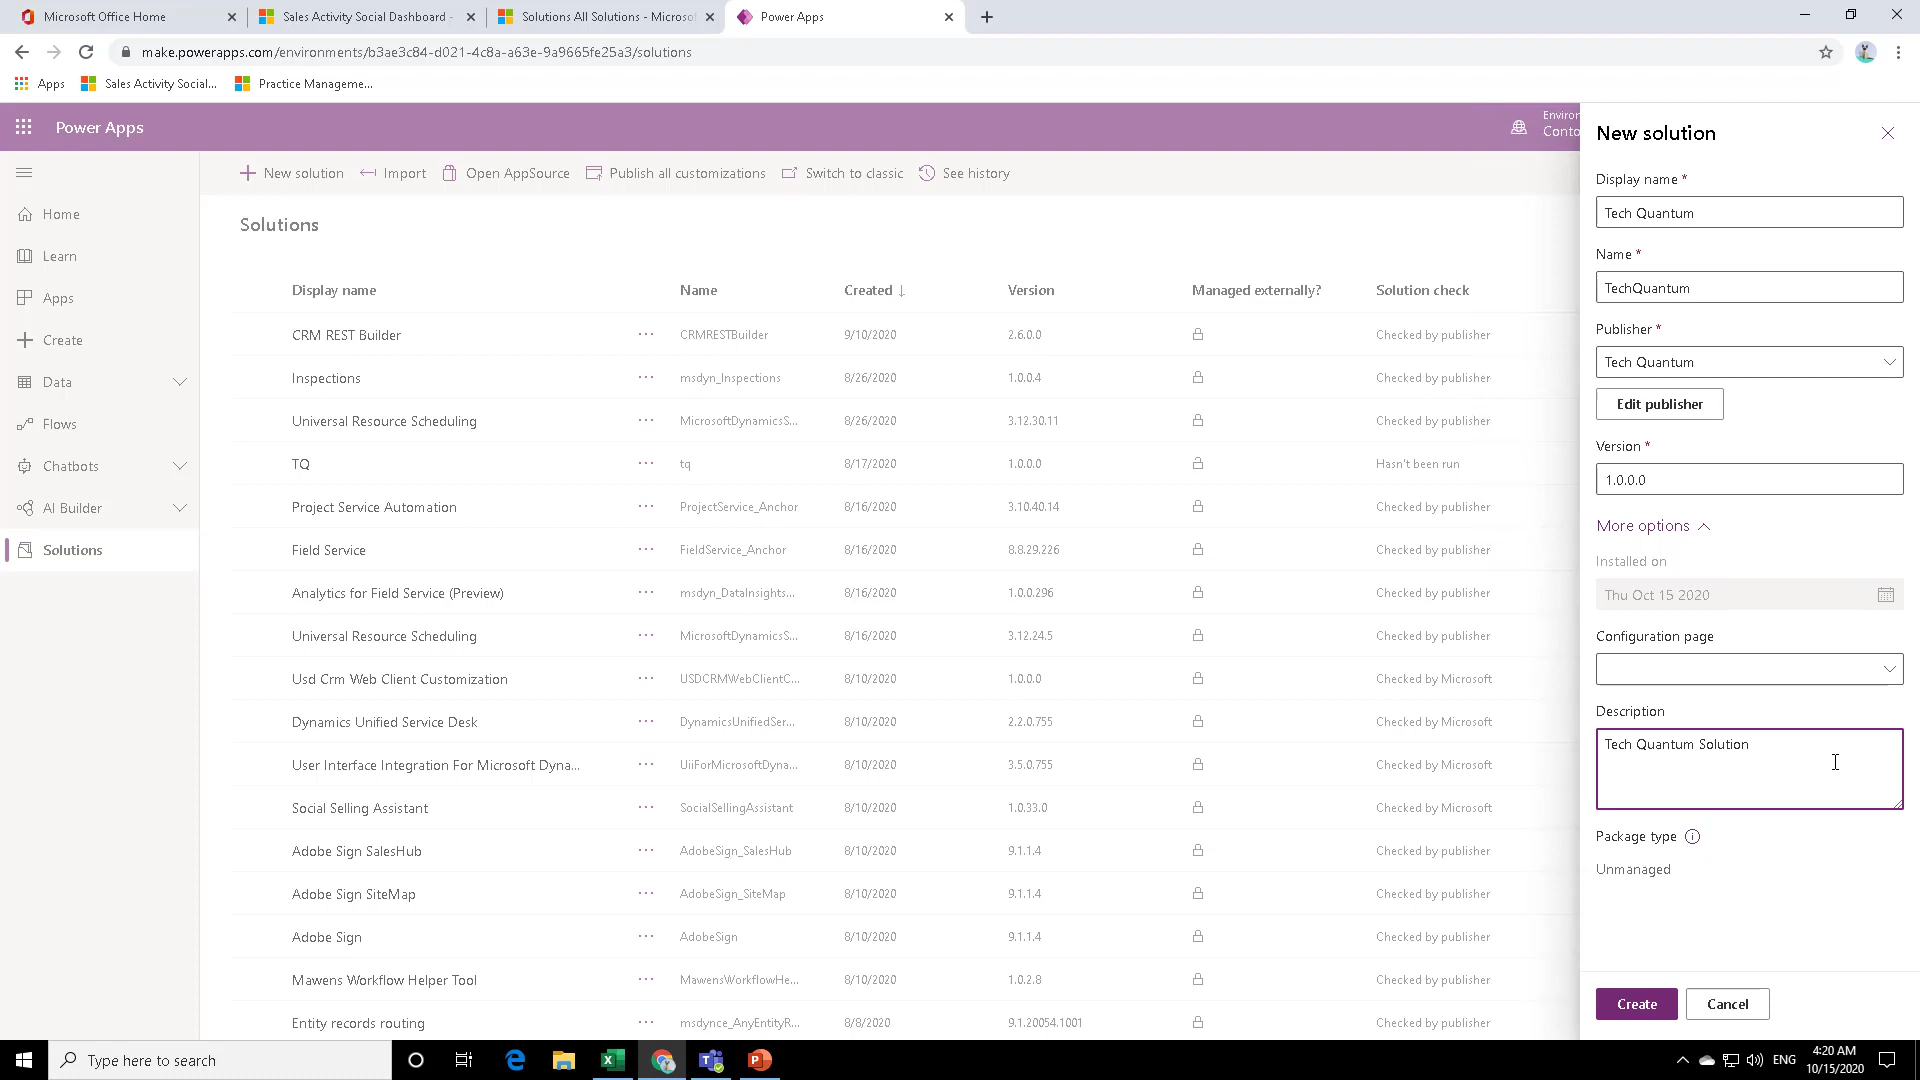 Microsoft Office Home
Sales Activity Social Dashboard -
Solutions All Solutions - Microsof
Power Apps
make.powerapps.com/environments/b3ae3c84-d021-4c8a-a63e-9a9665fe25a3/solutions
Apps
Sales Activity Social...
Practice Manageme...
Power Apps
Environ
Conto
New solution
Import
Open AppSource
Publish all customizations
Switch to classic
See history
Home
Learn
Apps
Create
Data
Flows
Chatbots
AI Builder
Solutions
Solutions
Display name Name Created ↓ Version Managed externally? Solution check
CRM REST Builder ··· CRMRESTBuilder 9/10/2020 2.6.0.0 Checked by publisher
Inspections ··· msdyn_Inspections 8/26/2020 1.0.0.4 Checked by publisher
Universal Resource Scheduling ··· MicrosoftDynamicsS... 8/26/2020 3.12.30.11 Checked by publisher
TQ ··· tq 8/17/2020 1.0.0.0 Hasn't been run
Project Service Automation ··· ProjectService_Anchor 8/16/2020 3.10.40.14 Checked by publisher
Field Service ··· FieldService_Anchor 8/16/2020 8.8.29.226 Checked by publisher
Analytics for Field Service (Preview) ··· msdyn_DataInsights... 8/16/2020 1.0.0.296 Checked by publisher
Universal Resource Scheduling ··· MicrosoftDynamicsS... 8/16/2020 3.12.24.5 Checked by publisher
Usd Crm Web Client Customization ··· USDCRMWebClientC... 8/10/2020 1.0.0.0 Checked by Microsoft
Dynamics Unified Service Desk ··· DynamicsUnifiedSer... 8/10/2020 2.2.0.755 Checked by Microsoft
User Interface Integration For Microsoft Dyna... ··· UiiForMicrosoftDyna... 8/10/2020 3.5.0.755 Checked by Microsoft
Social Selling Assistant ··· SocialSellingAssistant 8/10/2020 1.0.33.0 Checked by Microsoft
Adobe Sign SalesHub ··· AdobeSign_SalesHub 8/10/2020 9.1.1.4 Checked by publisher
Adobe Sign SiteMap ··· AdobeSign_SiteMap 8/10/2020 9.1.1.4 Checked by publisher
Adobe Sign ··· AdobeSign 8/10/2020 9.1.1.4 Checked by publisher
Mawens Workflow Helper Tool ··· MawensWorkflowHe... 8/10/2020 1.0.2.8 Checked by publisher
Entity records routing ··· msdynce_AnyEntityR... 8/8/2020 9.1.20054.1001 Checked by publisher
New solution
Display name *
Tech Quantum
Name *
TechQuantum
Publisher *
Tech Quantum
Edit publisher
Version *
1.0.0.0
More options
Installed on
Thu Oct 15 2020
Configuration page
Description
Tech Quantum Solution
Package type
Unmanaged
Create
Cancel
Type here to search
ENG
4:20 AM
10/15/2020